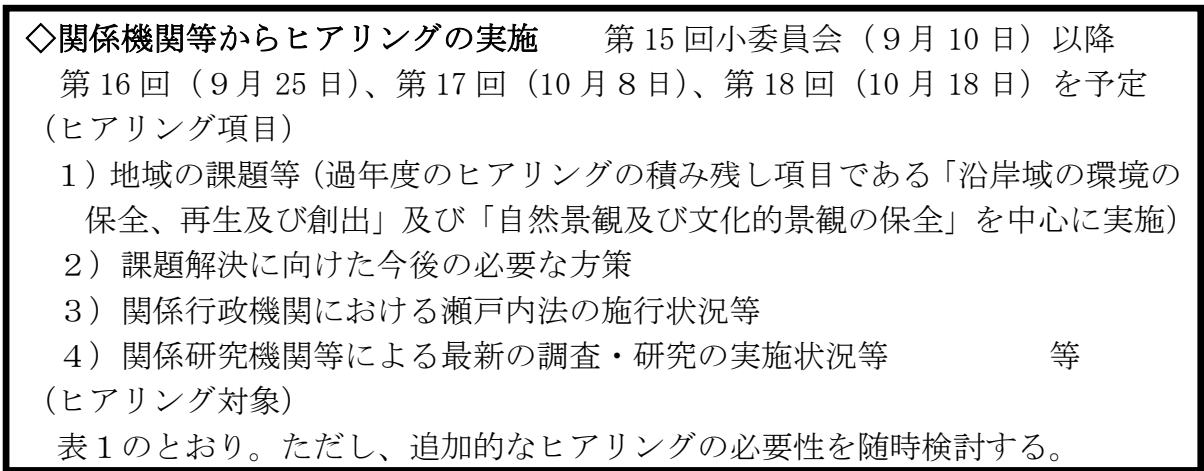 ◇関係機関等からヒアリングの実施　　第15回小委員会（９月10日）以降
第16回（９月25日）、第17回（10月８日）、第18回（10月18日）を予定
（ヒアリング項目）
１）地域の課題等（過年度のヒアリングの積み残し項目である「沿岸域の環境の
保全、再生及び創出」及び「自然景観及び文化的景観の保全」を中心に実施）
２）課題解決に向けた今後の必要な方策
３）関係行政機関における瀬戸内法の施行状況等
４）関係研究機関等による最新の調査・研究の実施状況等　　　　　等
（ヒアリング対象）
表１のとおり。ただし、追加的なヒアリングの必要性を随時検討する。